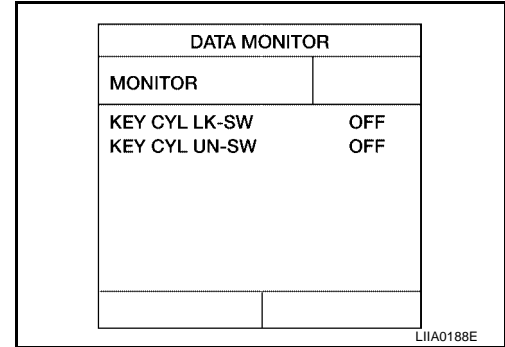 DATA MONITOR
MONITOR
KEY CYL LK-SW OFF
KEY CYL UN-SW OFF
LIIA0188E